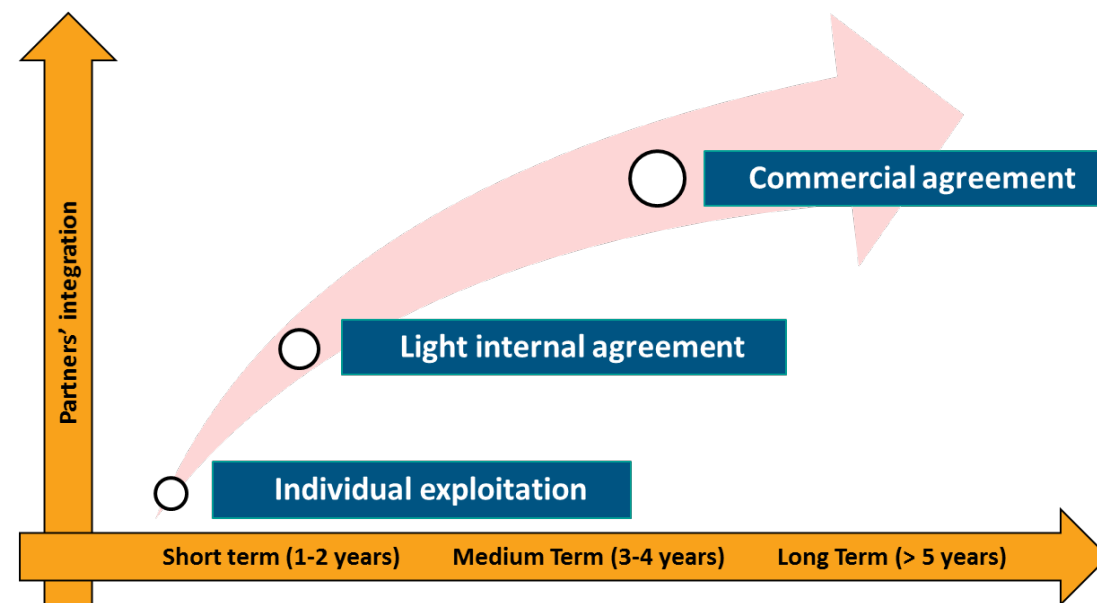 Partners' integration
Commercial agreement
Light internal agreement
Individual exploitation
Short term (1-2 years) Medium Term (3-4 years) Long Term (> 5 years)